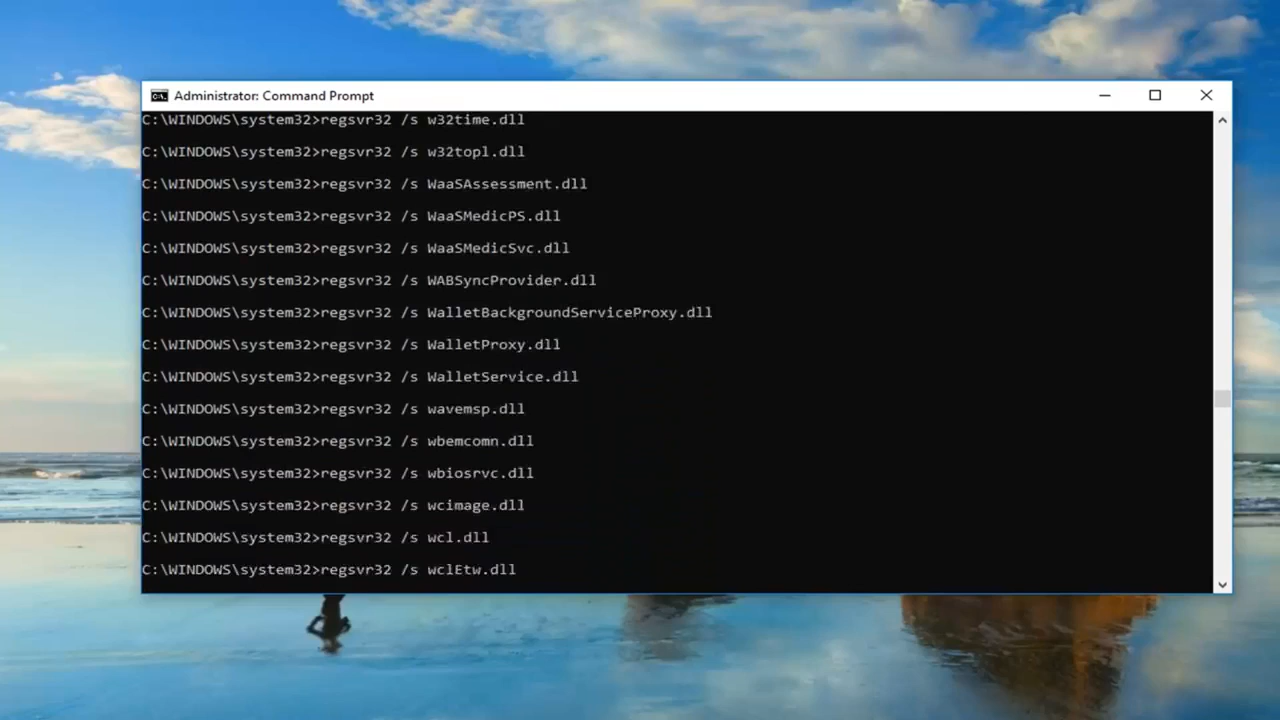 Administrator: Command Prompt
C:\WINDOWS\system32>regsvr32 /s w32time.dll
C:\WINDOWS\system32>regsvr32 /s w32topl.dll
C:\WINDOWS\system32>regsvr32 /s WaaSAssessment.dll
C:\WINDOWS\system32>regsvr32 /s WaaSMedicPS.dll
C:\WINDOWS\system32>regsvr32 /s WaaSMedicSvc.dll
C:\WINDOWS\system32>regsvr32 /s WABSyncProvider.dll
C:\WINDOWS\system32>regsvr32 /s WalletBackgroundServiceProxy.dll
C:\WINDOWS\system32>regsvr32 /s WalletProxy.dll
C:\WINDOWS\system32>regsvr32 /s WalletService.dll
C:\WINDOWS\system32>regsvr32 /s wavemsp.dll
C:\WINDOWS\system32>regsvr32 /s wbemcomn.dll
C:\WINDOWS\system32>regsvr32 /s wbiosrvc.dll
C:\WINDOWS\system32>regsvr32 /s wcimage.dll
C:\WINDOWS\system32>regsvr32 /s wcl.dll
C:\WINDOWS\system32>regsvr32 /s wclEtw.dll